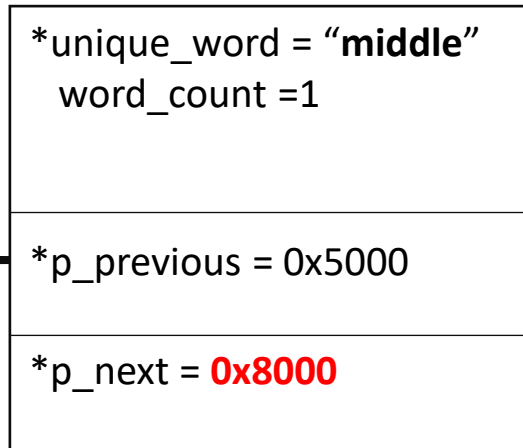 *unique_word = “middle”
word_count =1
*p_previous = 0x5000
*p_next = 0x8000